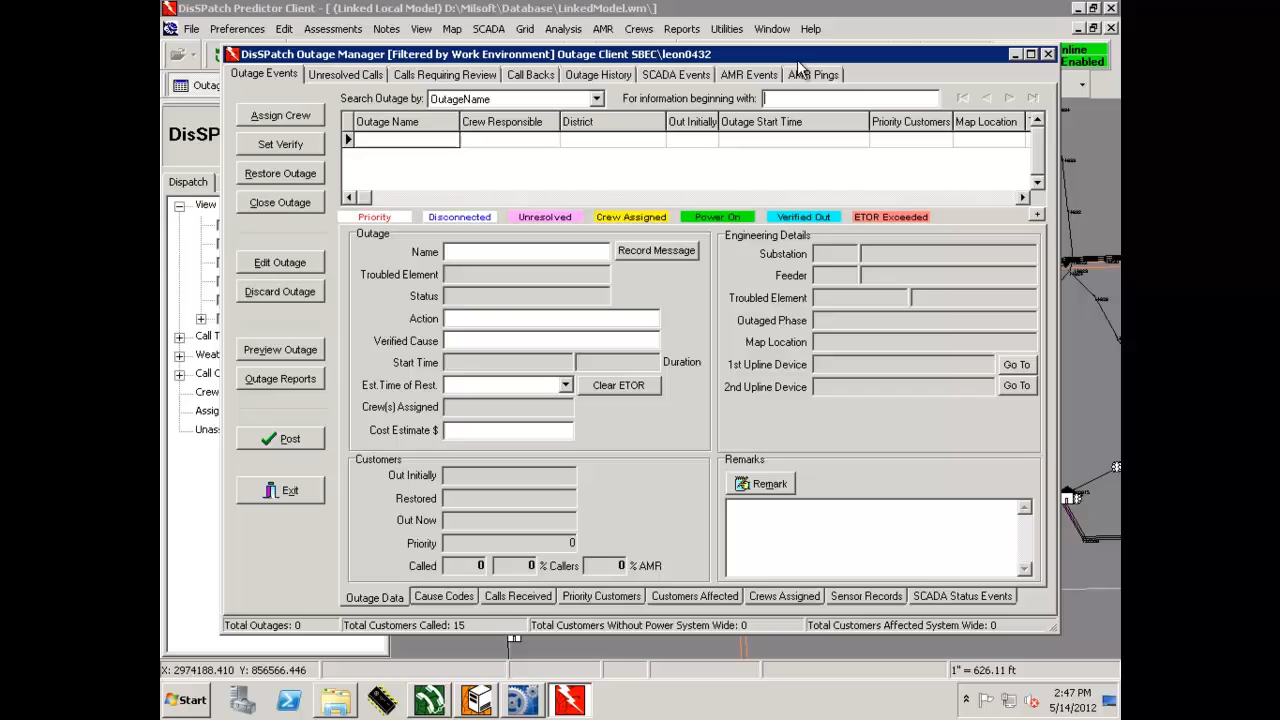 DisSPatch Predictor Client - [ (Linked Local Model) D:\Milsoft\Database\LinkedModel.wm\]
File Preferences Edit Assessments Notes View Map SCADA Grid Analysis AMR Crews Reports Outages Window Help
DisSPatch Outage Manager [Filtered by Work Environment] Outage Client SBEC\leon0432
nline
Enabled
Outage Events Unresolved Calls Calls Requiring Review Call Backs Outage History SCADA Events AMR Events AMR Pings
Outag
Search Outage by: OutageName For information beginning with:
Assign Crew
Outage Name Crew Responsible District Out Initially Outage Start Time Priority Customers Map Location
DisSP
Set Verify
Restore Outage
Dispatch
Close Outage
View
Priority Disconnected Unresolved Crew Assigned Power On Verified Out ETOR Exceeded
Outage
Name Record Message
Troubled Element
Status
Action
Verified Cause
Start Time Duration
Est.Time of Rest. Clear ETOR
Crew(s) Assigned
Cost Estimate $
Engineering Details
Substation
Feeder
Troubled Element
Outaged Phase
Map Location
1st Upline Device Go To
2nd Upline Device Go To
Edit Outage
Discard Outage
Call T
Preview Outage
Weat
Call C
Outage Reports
Crew
Assig
Unas
Post
Exit
Customers
Out Initially
Restored
Out Now
Priority 0
Called 0 0 % Callers 0 % AMR
Remarks
Remark
Outage Data Cause Codes Calls Received Priority Customers Customers Affected Crews Assigned Sensor Records SCADA Status Events
Total Outages: 0 Total Customers Called: 15 Total Customers Without Power System Wide: 0 Total Customers Affected System Wide: 0
X: 2974188.410 Y: 856566.446 1" = 626.11 ft
Start
2:47 PM
5/14/2012